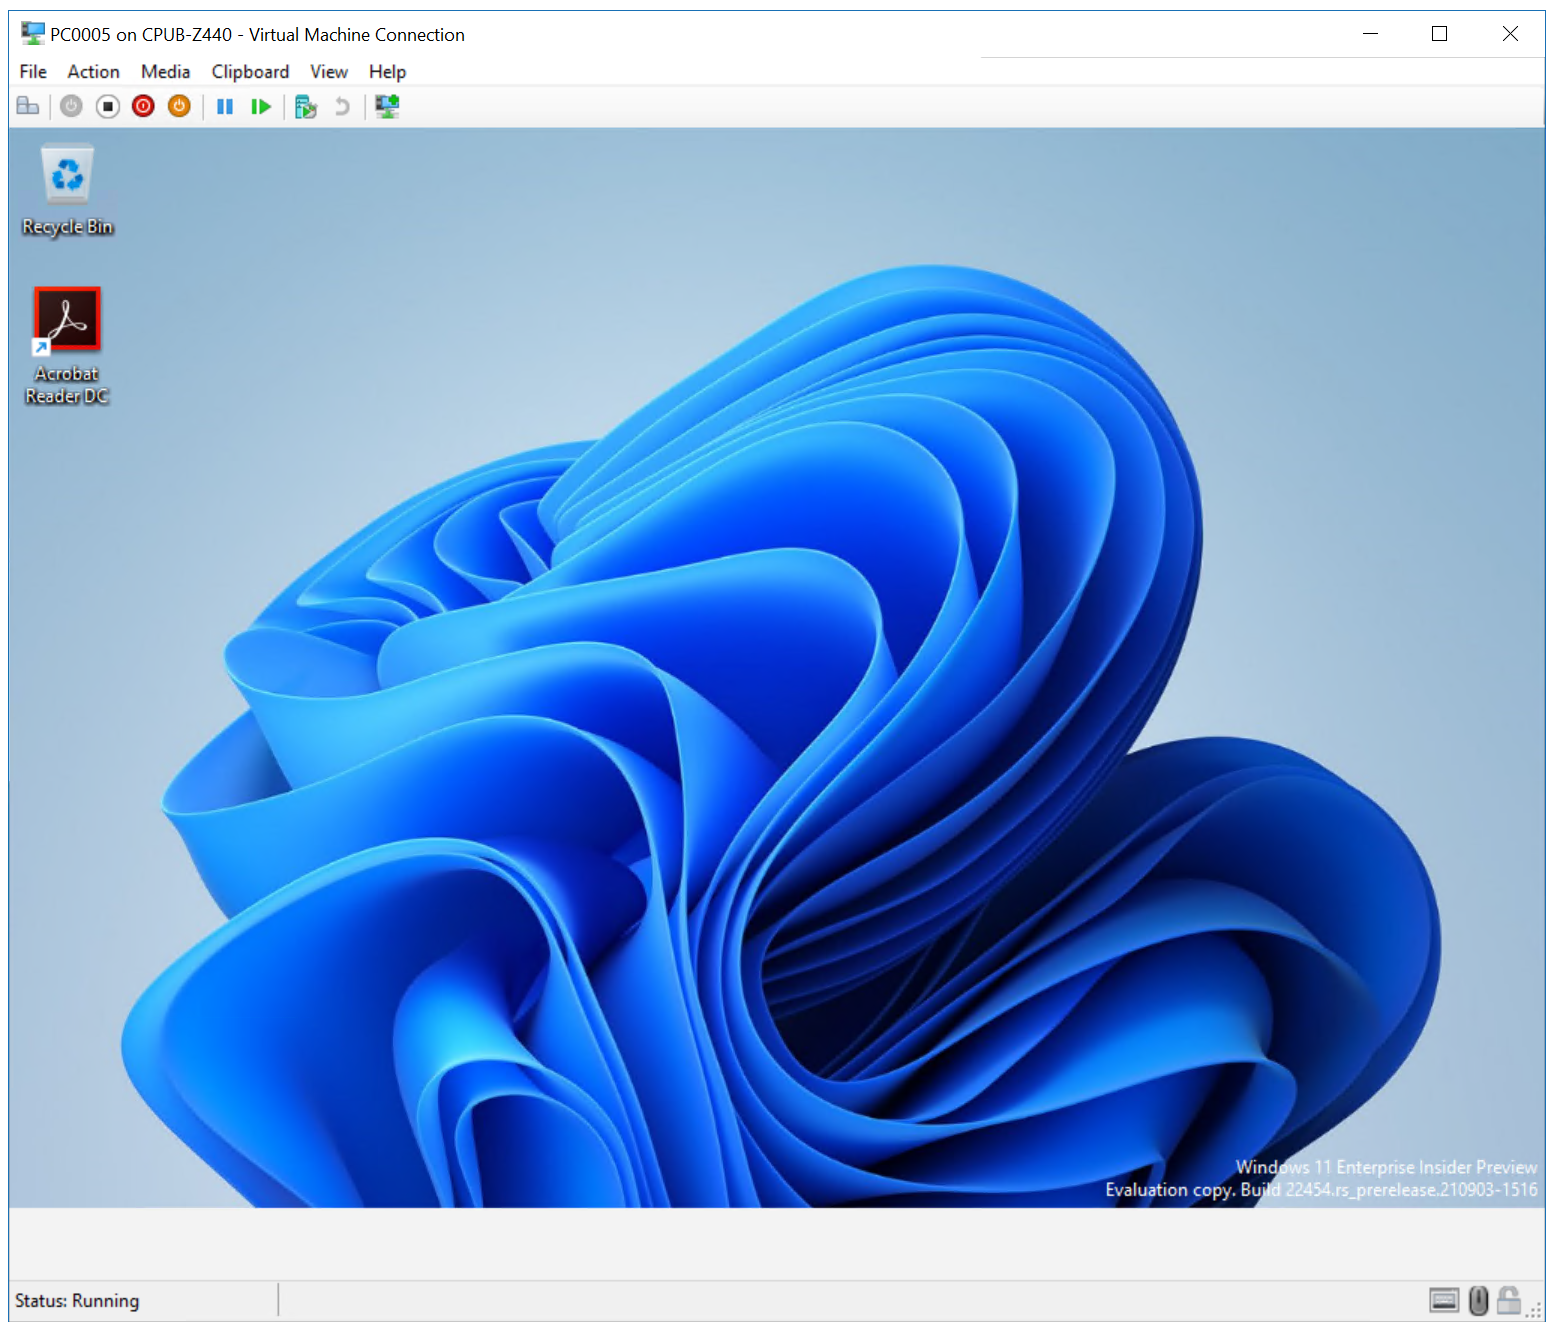 PC0005 on CPUB-Z440 - Virtual Machine Connection
File Action Media Clipboard View Help
Recycle Bin
Acrobat
Reader DC
Windows 11 Enterprise Insider Preview
Evaluation copy. Build 22454.rs_prerelease.210903-1516
Status: Running